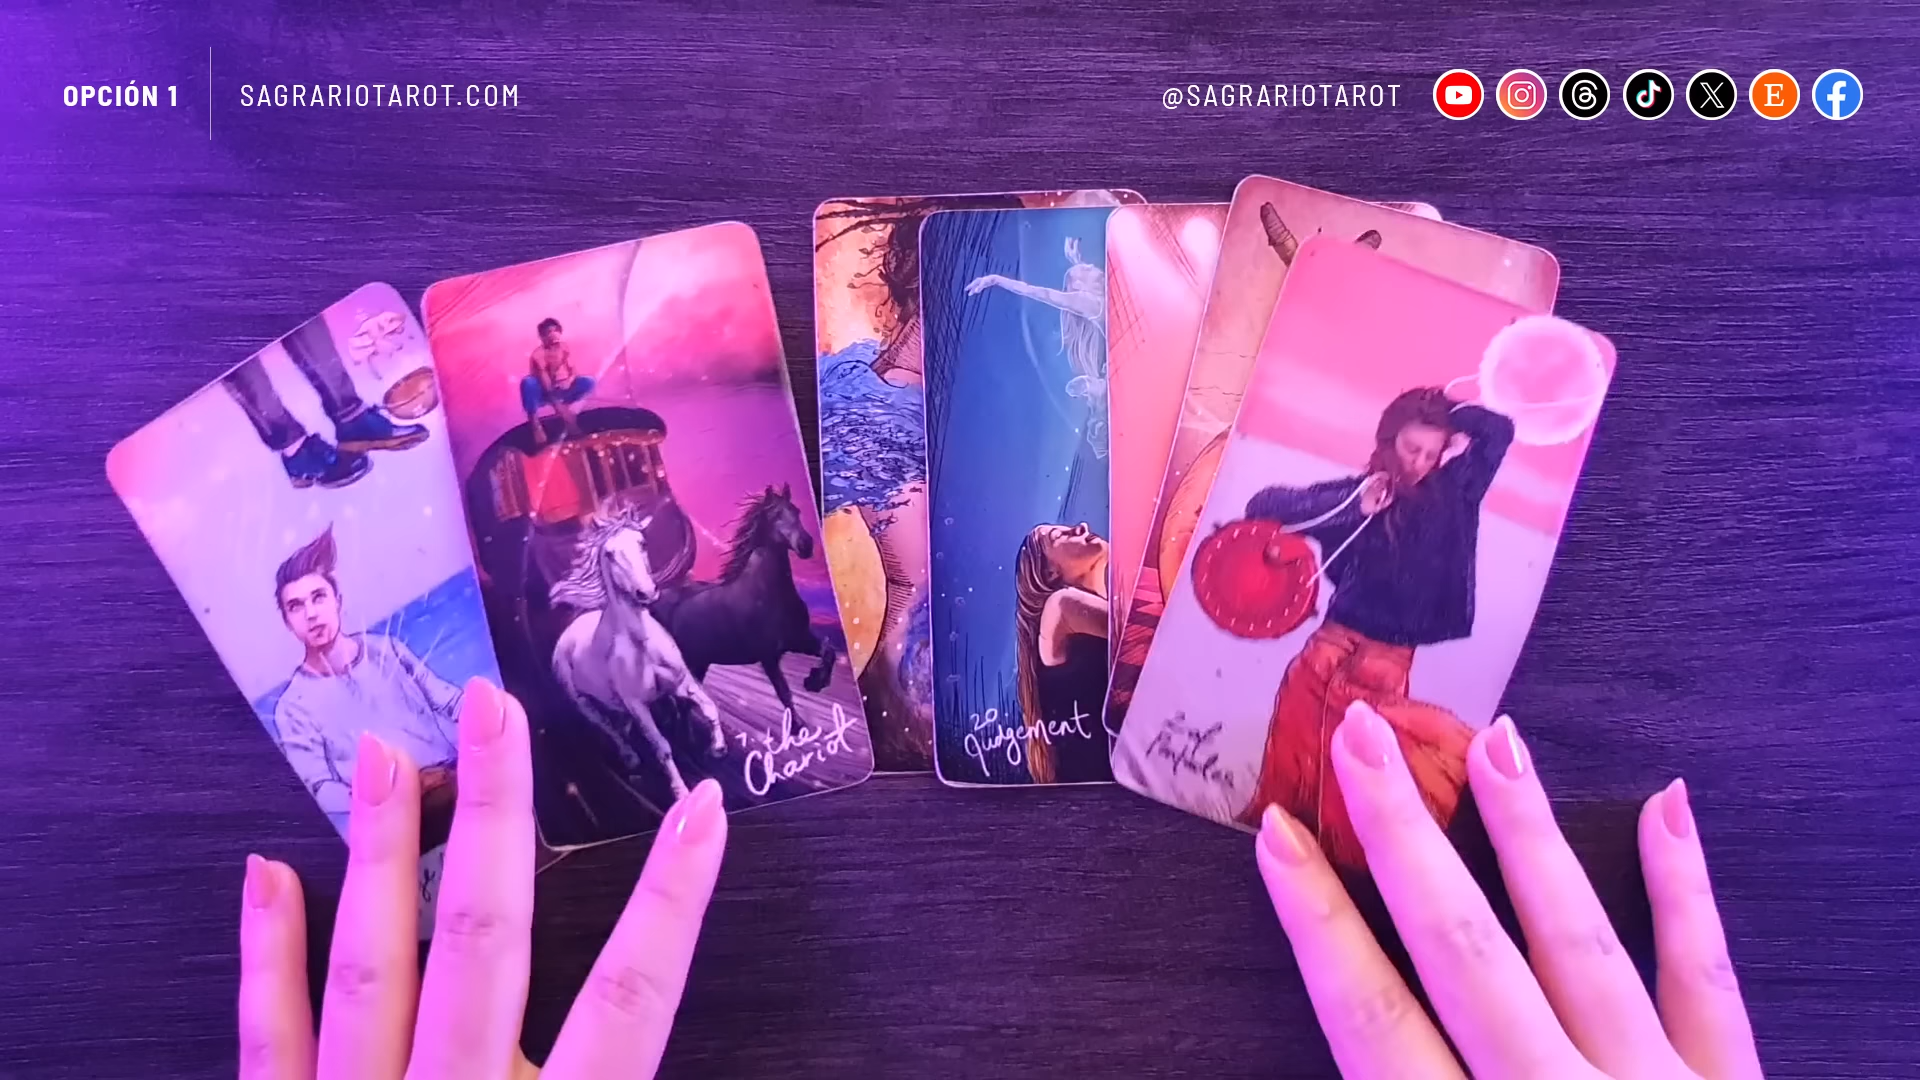 OPCIÓN 1
SAGRARIOTAROT.COM
@SAGRARIOTAROT
E
7. the
Chariot
20
Judgement